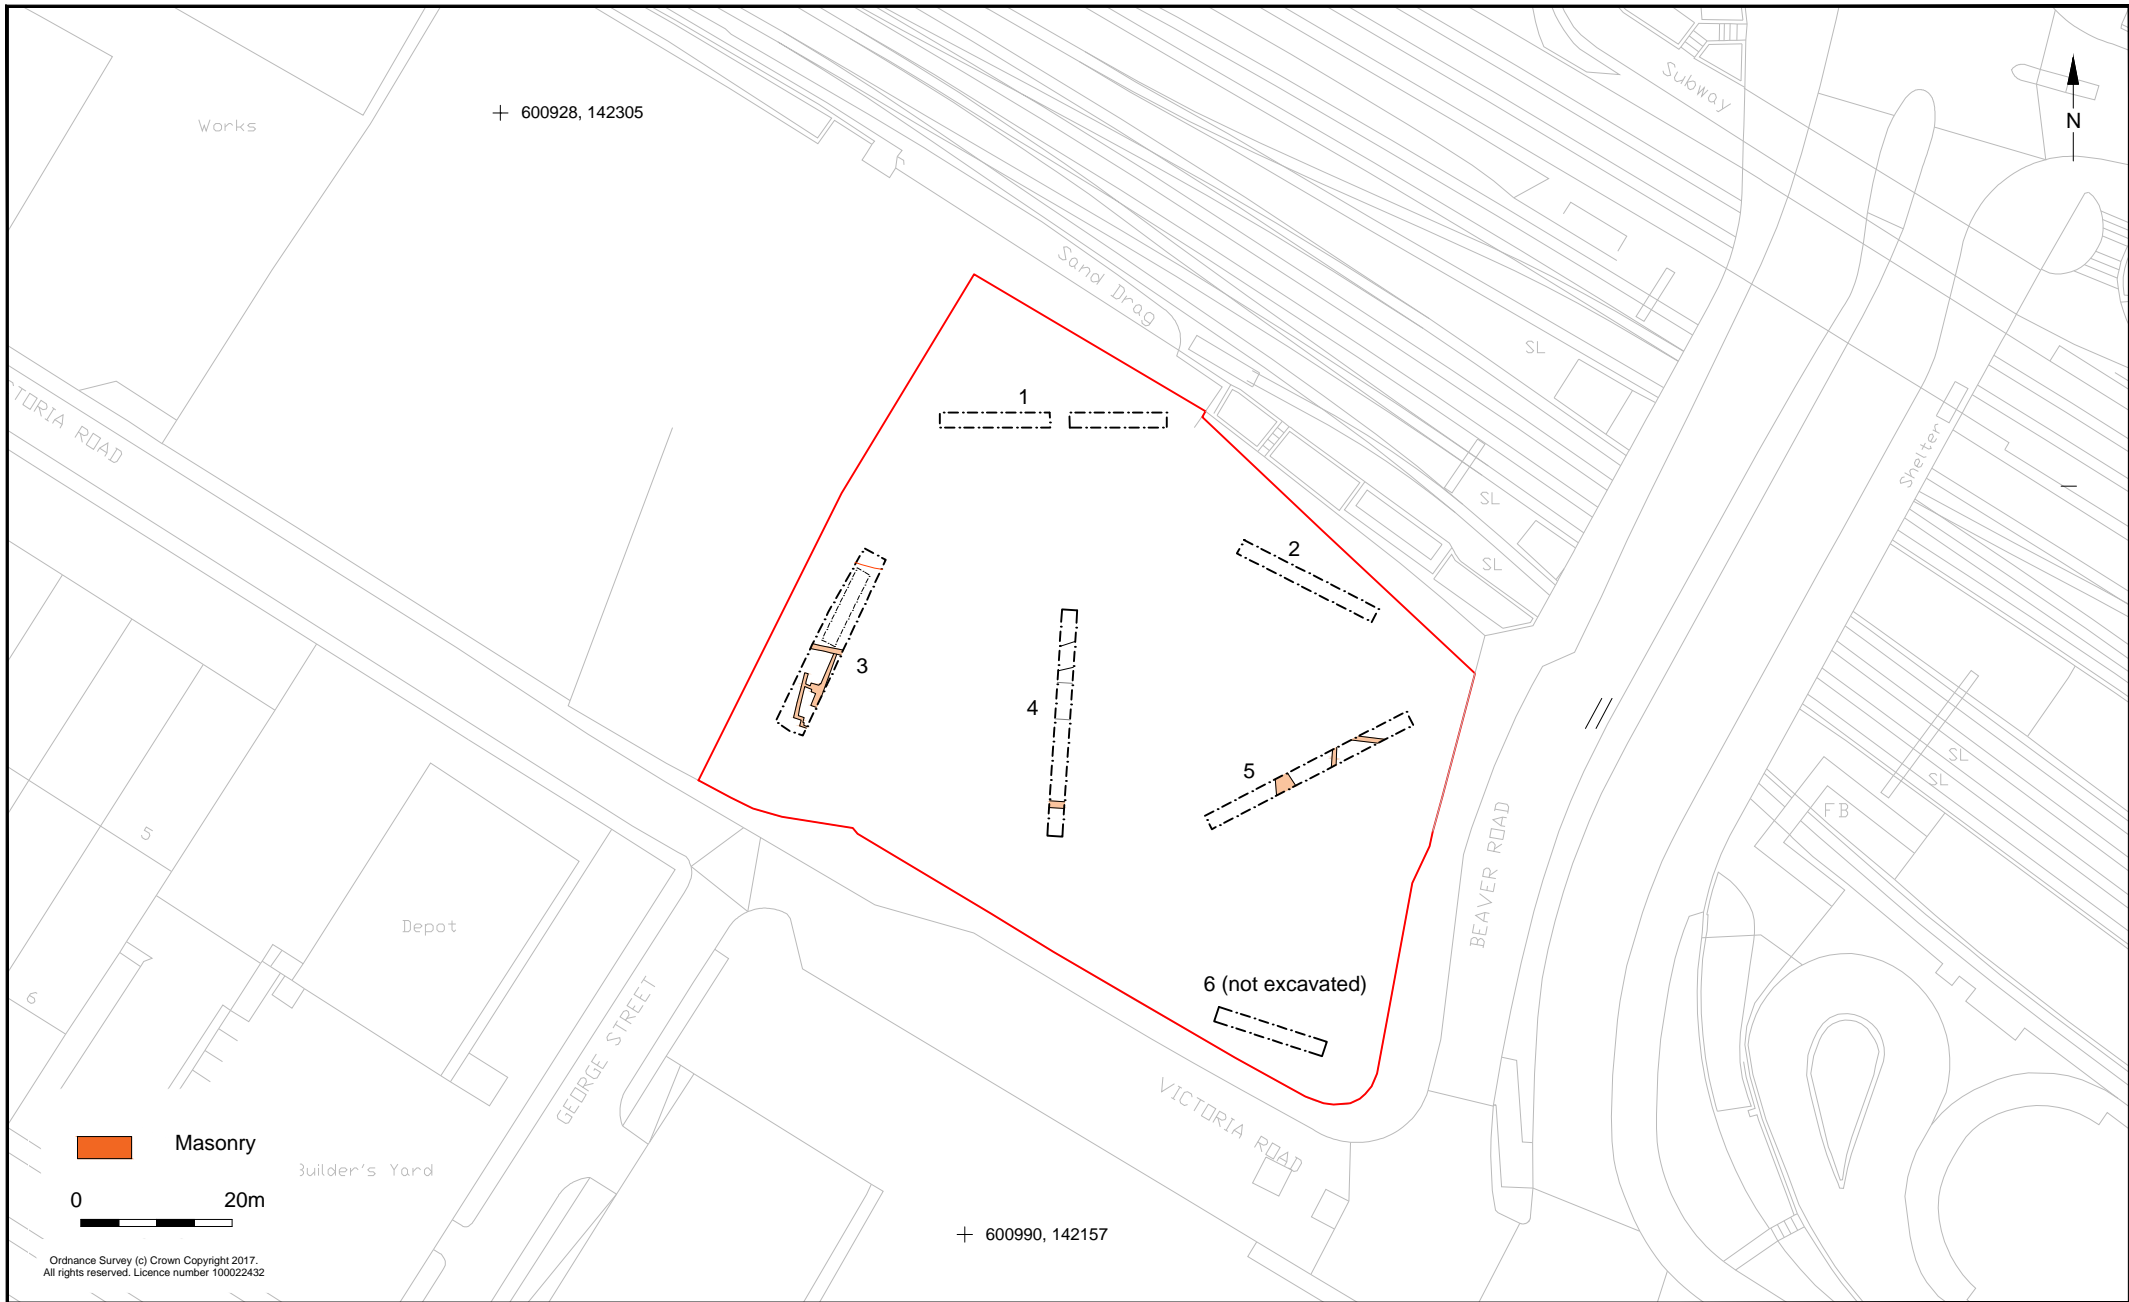 Works
600928, 142305
Subway
N
Sand Drag
SL
TORIA ROAD
1
Shelter
SL
2
SL
3
4
5
SL
SL
FB
5
BEAVER ROAD
Depot
6
6 (not excavated)
GEORGE STREET
VICTORIA ROAD
Masonry
Builder's Yard
0 20m
600990, 142157
Ordnance Survey (c) Crown Copyright 2017.
All rights reserved. Licence number 100022432